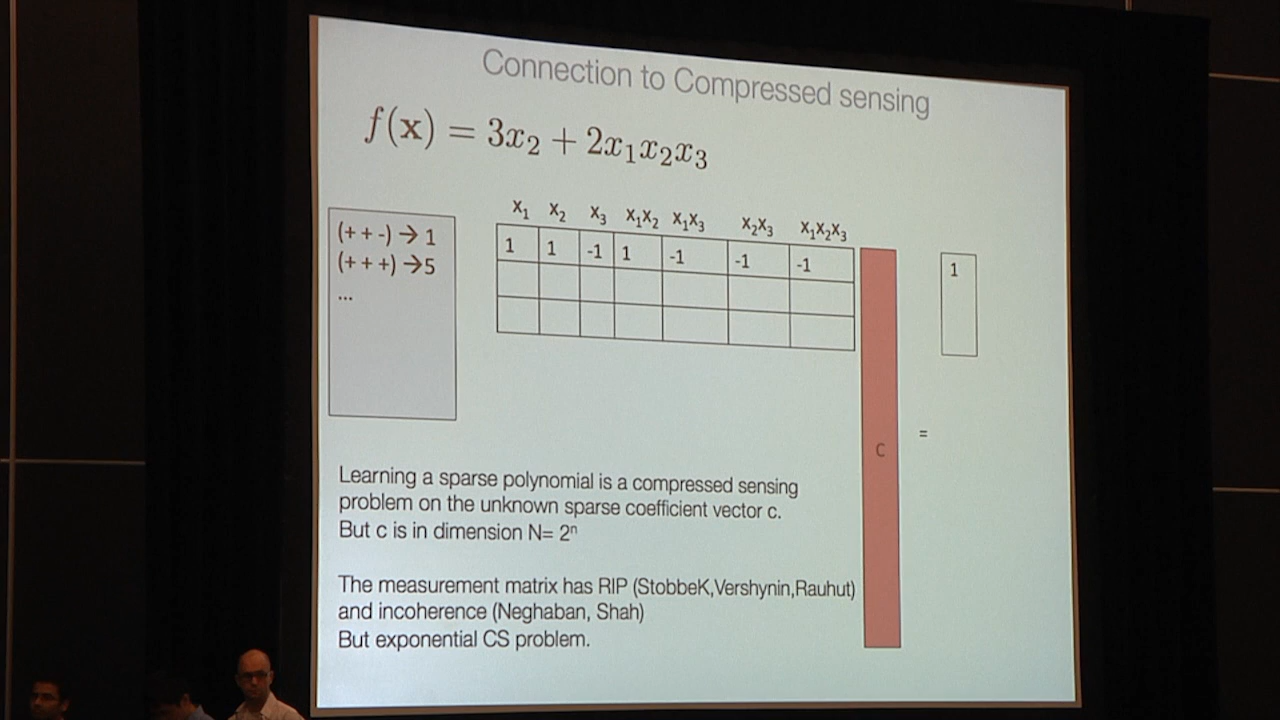 Connection to Compressed sensing
f(x) = 3x₂ + 2x₁x₂x₃
(+ + -) → 1
(+ + +) → 5
...
X₁ X₂ X₃ X₁X₂ X₁X₃ X₂X₃ X₁X₂X₃
1 1 -1 1 -1 -1 -1
1
C
=
Learning a sparse polynomial is a compressed sensing
problem on the unknown sparse coefficient vector c.
But c is in dimension N= 2ⁿ
The measurement matrix has RIP (StobbeK,Vershynin,Rauhut)
and incoherence (Neghaban, Shah)
But exponential CS problem.